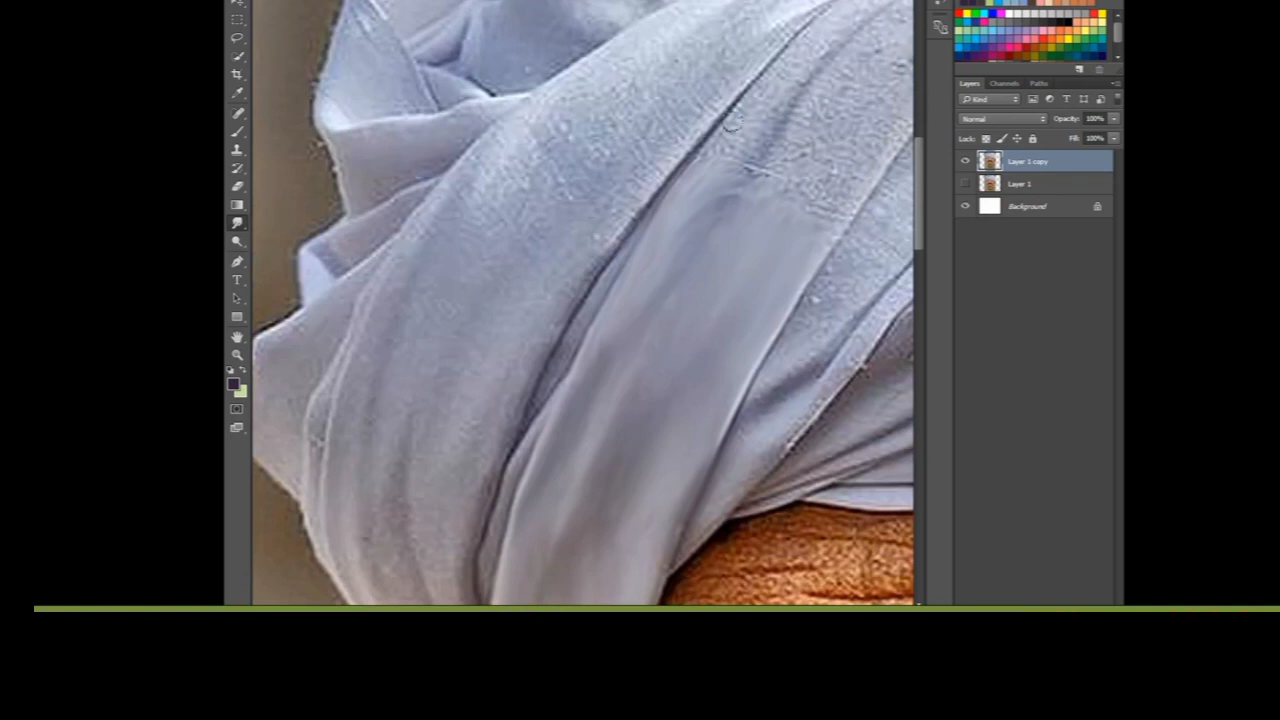 Layers Channels Paths
Kind
Normal Opacity: 100%
Lock: Fill: 100%
Layer 1 copy
Layer 1
Background